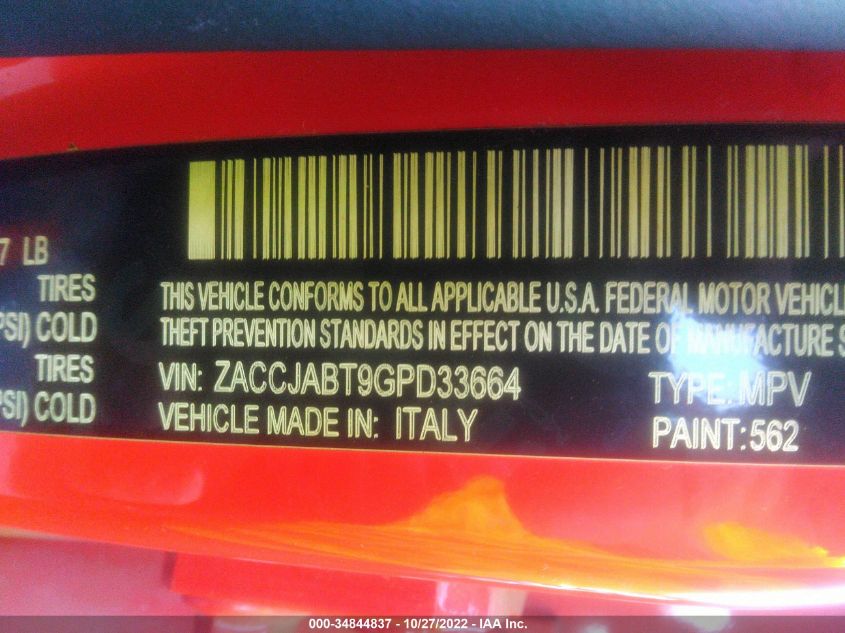 7 LB
TIRES
PSI) COLD
TIRES
PSI) COLD
THIS VEHICLE CONFORMS TO ALL APPLICABLE U.S.A. FEDERAL MOTOR VEHICLE
THEFT PREVENTION STANDARDS IN EFFECT ON THE DATE OF MANUFACTURE S
VIN: ZACCJABT9GPD33664 TYPE: MPV
VEHICLE MADE IN: ITALY PAINT: 562
000-34844837 - 10/27/2022 - IAA Inc.